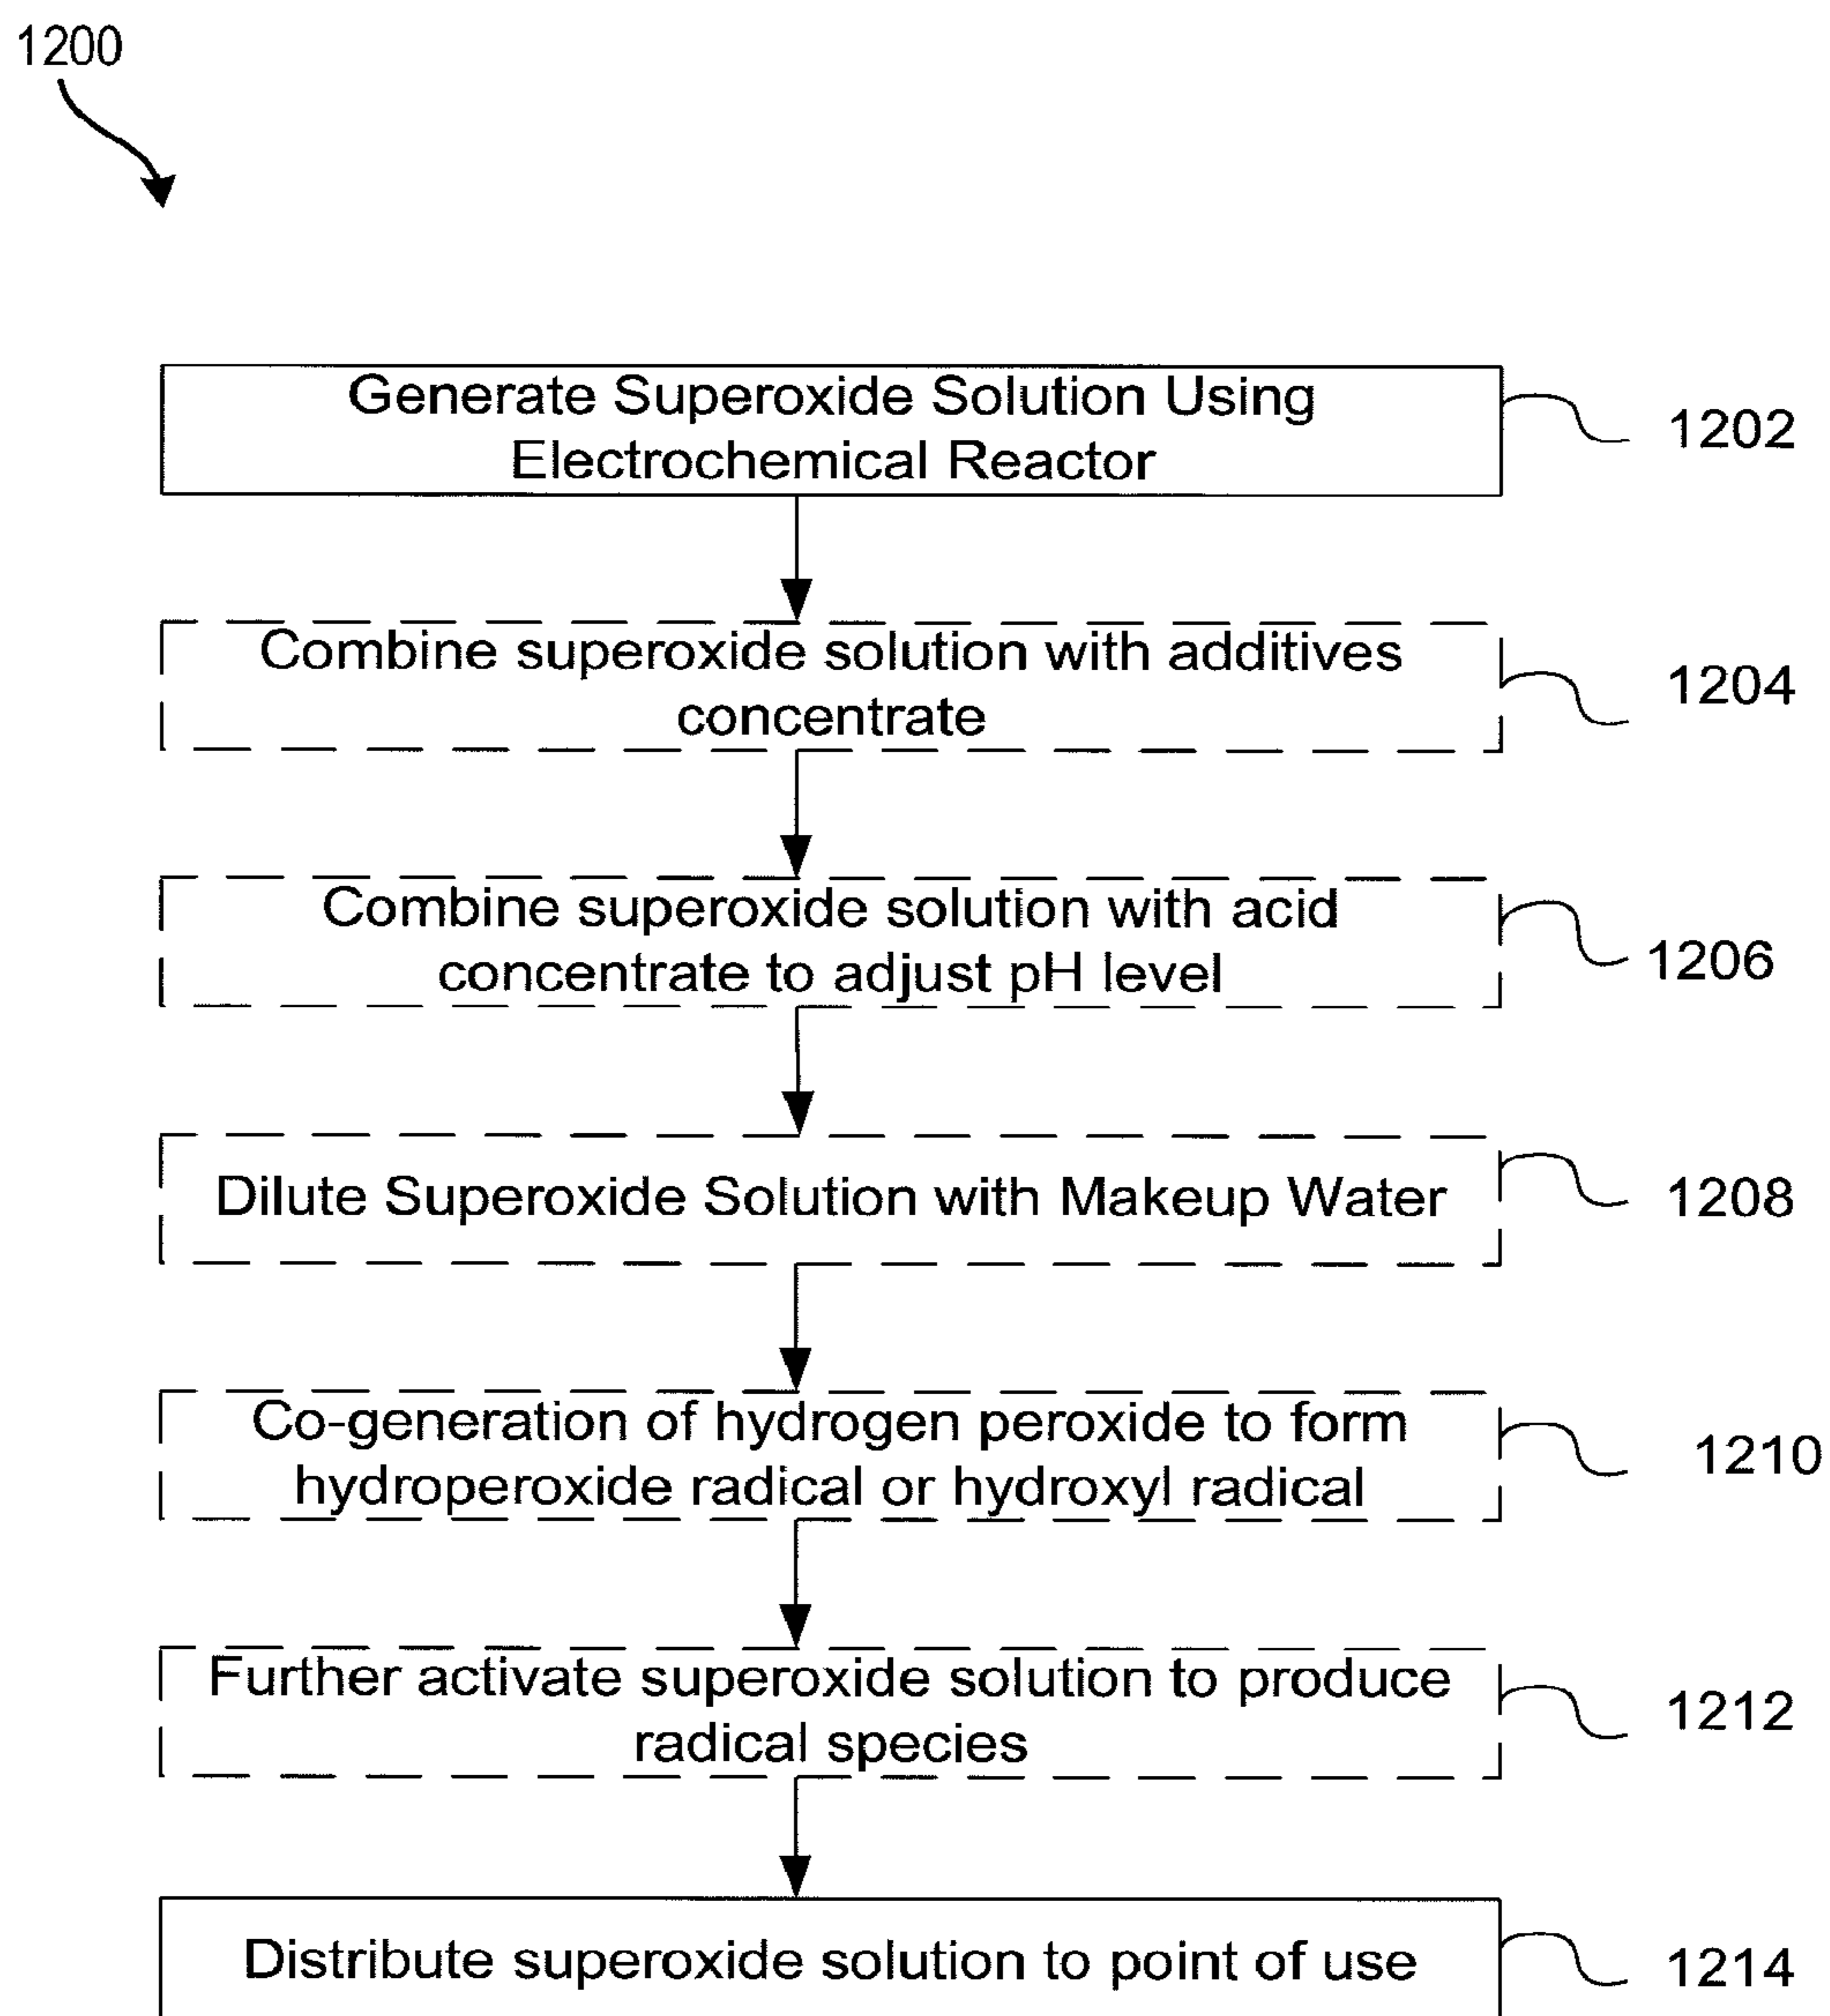 1200
Generate Superoxide Solution Using
Electrochemical Reactor
1202
Combine superoxide solution with additives
concentrate
1204
Combine superoxide solution with acid
concentrate to adjust pH level
1206
Dilute Superoxide Solution with Makeup Water
1208
Co-generation of hydrogen peroxide to form
hydroperoxide radical or hydroxyl radical
1210
Further activate superoxide solution to produce
radical species
1212
Distribute superoxide solution to point of use
1214